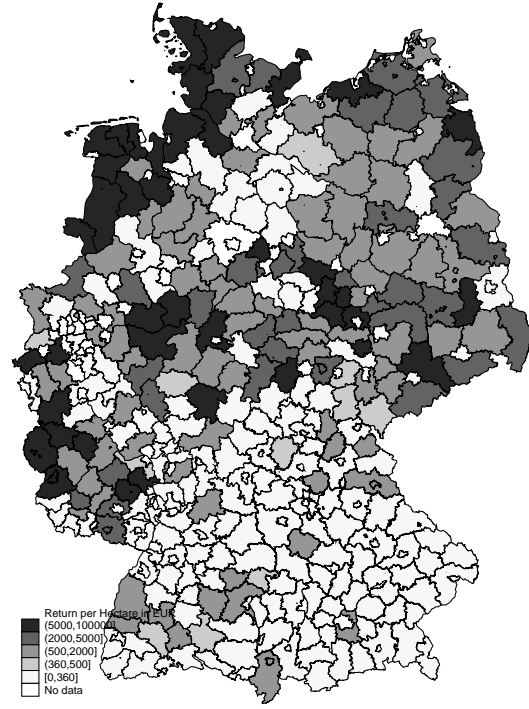 Return per Hectare in EUR
(5000,100000]
(2000,5000]
(500,2000]
(360,500]
[0,360]
No data